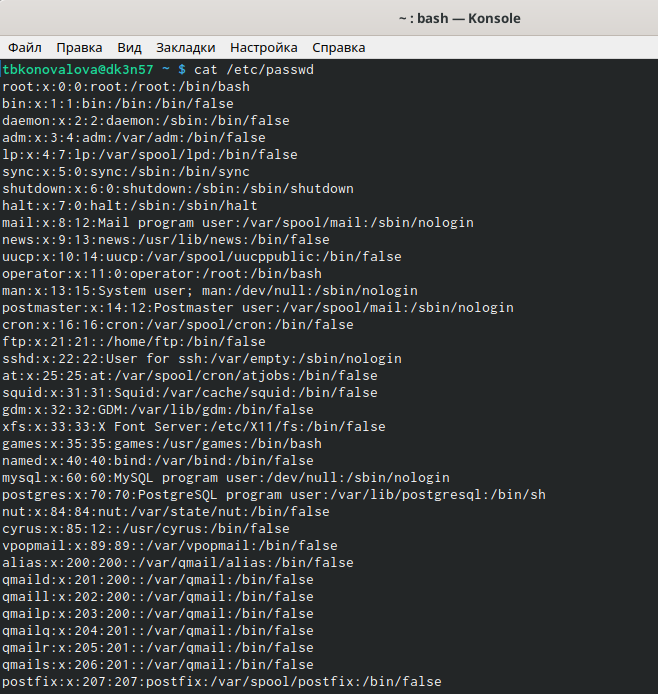 ~ : bash — Konsole
Файл Правка Вид Закладки Настройка Справка
tbkonovalova@dk3n57 ~ $ cat /etc/passwd
root:x:0:0:root:/root:/bin/bash
bin:x:1:1:bin:/bin:/bin/false
daemon:x:2:2:daemon:/sbin:/bin/false
adm:x:3:4:adm:/var/adm:/bin/false
lp:x:4:7:lp:/var/spool/lpd:/bin/false
sync:x:5:0:sync:/sbin:/bin/sync
shutdown:x:6:0:shutdown:/sbin:/sbin/shutdown
halt:x:7:0:halt:/sbin:/sbin/halt
mail:x:8:12:Mail program user:/var/spool/mail:/sbin/nologin
news:x:9:13:news:/usr/lib/news:/bin/false
uucp:x:10:14:uucp:/var/spool/uucppublic:/bin/false
operator:x:11:0:operator:/root:/bin/bash
man:x:13:15:System user; man:/dev/null:/sbin/nologin
postmaster:x:14:12:Postmaster user:/var/spool/mail:/sbin/nologin
cron:x:16:16:cron:/var/spool/cron:/bin/false
ftp:x:21:21::/home/ftp:/bin/false
sshd:x:22:22:User for ssh:/var/empty:/sbin/nologin
at:x:25:25:at:/var/spool/cron/atjobs:/bin/false
squid:x:31:31:Squid:/var/cache/squid:/bin/false
gdm:x:32:32:GDM:/var/lib/gdm:/bin/false
xfs:x:33:33:X Font Server:/etc/X11/fs:/bin/false
games:x:35:35:games:/usr/games:/bin/bash
named:x:40:40:bind:/var/bind:/bin/false
mysql:x:60:60:MySQL program user:/dev/null:/sbin/nologin
postgres:x:70:70:PostgreSQL program user:/var/lib/postgresql:/bin/sh
nut:x:84:84:nut:/var/state/nut:/bin/false
cyrus:x:85:12::/usr/cyrus:/bin/false
vpopmail:x:89:89::/var/vpopmail:/bin/false
alias:x:200:200::/var/qmail/alias:/bin/false
qmaild:x:201:200::/var/qmail:/bin/false
qmaill:x:202:200::/var/qmail:/bin/false
qmailp:x:203:200::/var/qmail:/bin/false
qmailq:x:204:201::/var/qmail:/bin/false
qmailr:x:205:201::/var/qmail:/bin/false
qmails:x:206:201::/var/qmail:/bin/false
postfix:x:207:207:postfix:/var/spool/postfix:/bin/false